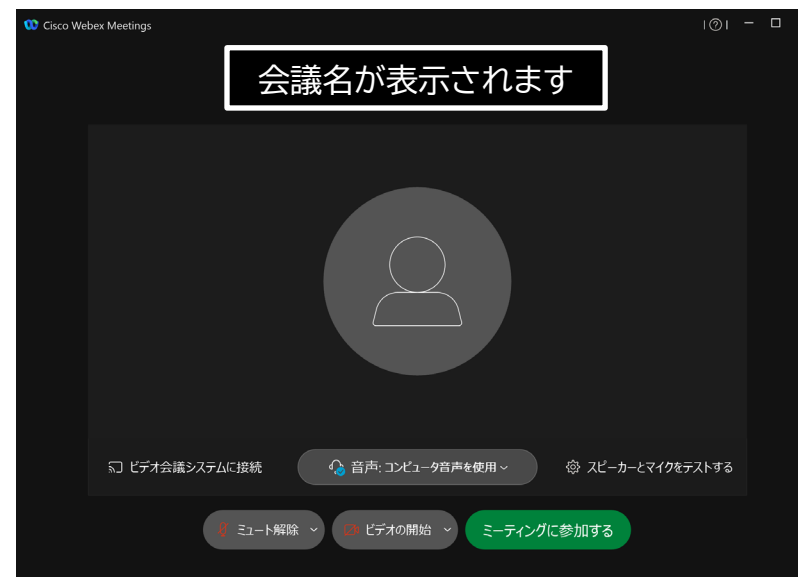 Cisco Webex Meetings
会議名が表示されます
ビデオ会議システムに接続
音声: コンピュータ音声を使用
スピーカーとマイクをテストする
ミュート解除
ビデオの開始
ミーティングに参加する